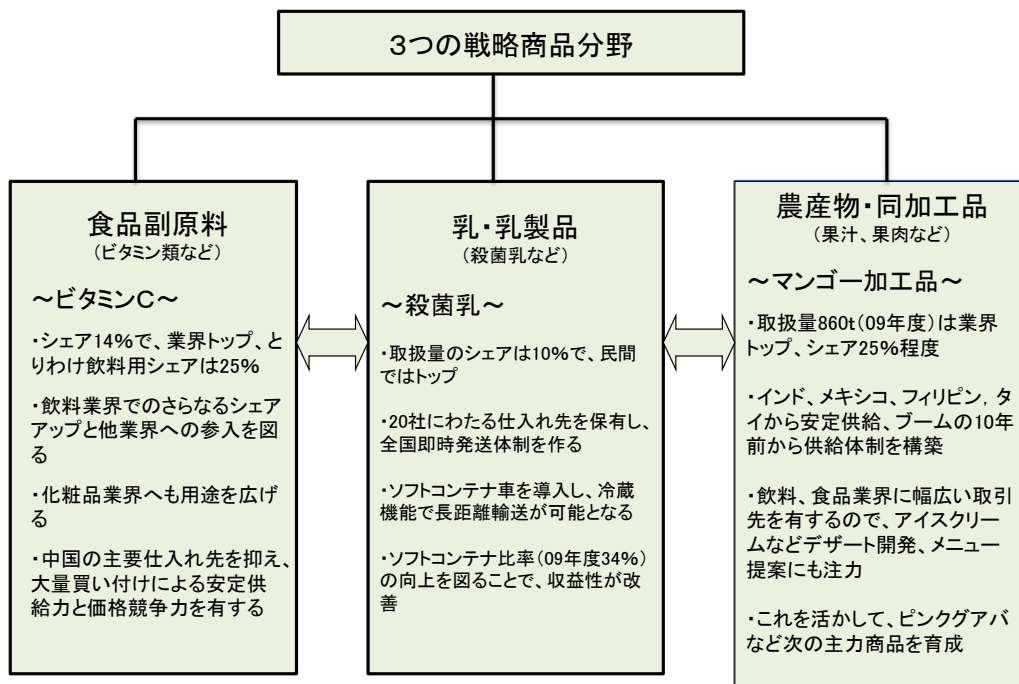 3つの戦略商品分野
食品副原料
(ビタミン類など)
～ビタミンC～
・シェア14%で、業界トップ、と
りわけ飲料用シェアは25%
・飲料業界でのさらなるシェア
アップと他業界への参入を図
る
・化粧品業界へも用途を広げ
る
・中国の主要仕入れ先を抑え、
大量買い付けによる安定供
給力と価格競争力を有する
乳・乳製品
(殺菌乳など)
～殺菌乳～
・取扱量のシェアは10%で、民間
ではトップ
・20社にわたる仕入れ先を保有し、
全国即時発送体制を作る
・ソフトコンテナ車を導入し、冷蔵
機能で長距離輸送が可能となる
・ソフトコンテナ比率(09年度34%)
の向上を図ることで、収益性が改
善
農産物・同加工品
(果汁、果肉など)
～マンゴー加工品～
・取扱量860t(09年度)は業界
トップ、シェア25%程度
・インド、メキシコ、フィリピン，タ
イから安定供給、ブームの10年
前から供給体制を構築
・飲料、食品業界に幅広い取引
先を有するので、アイスクリー
ムなどデザート開発、メニュー
提案にも注力
・これを活かして、ピンクグアバ
など次の主力商品を育成